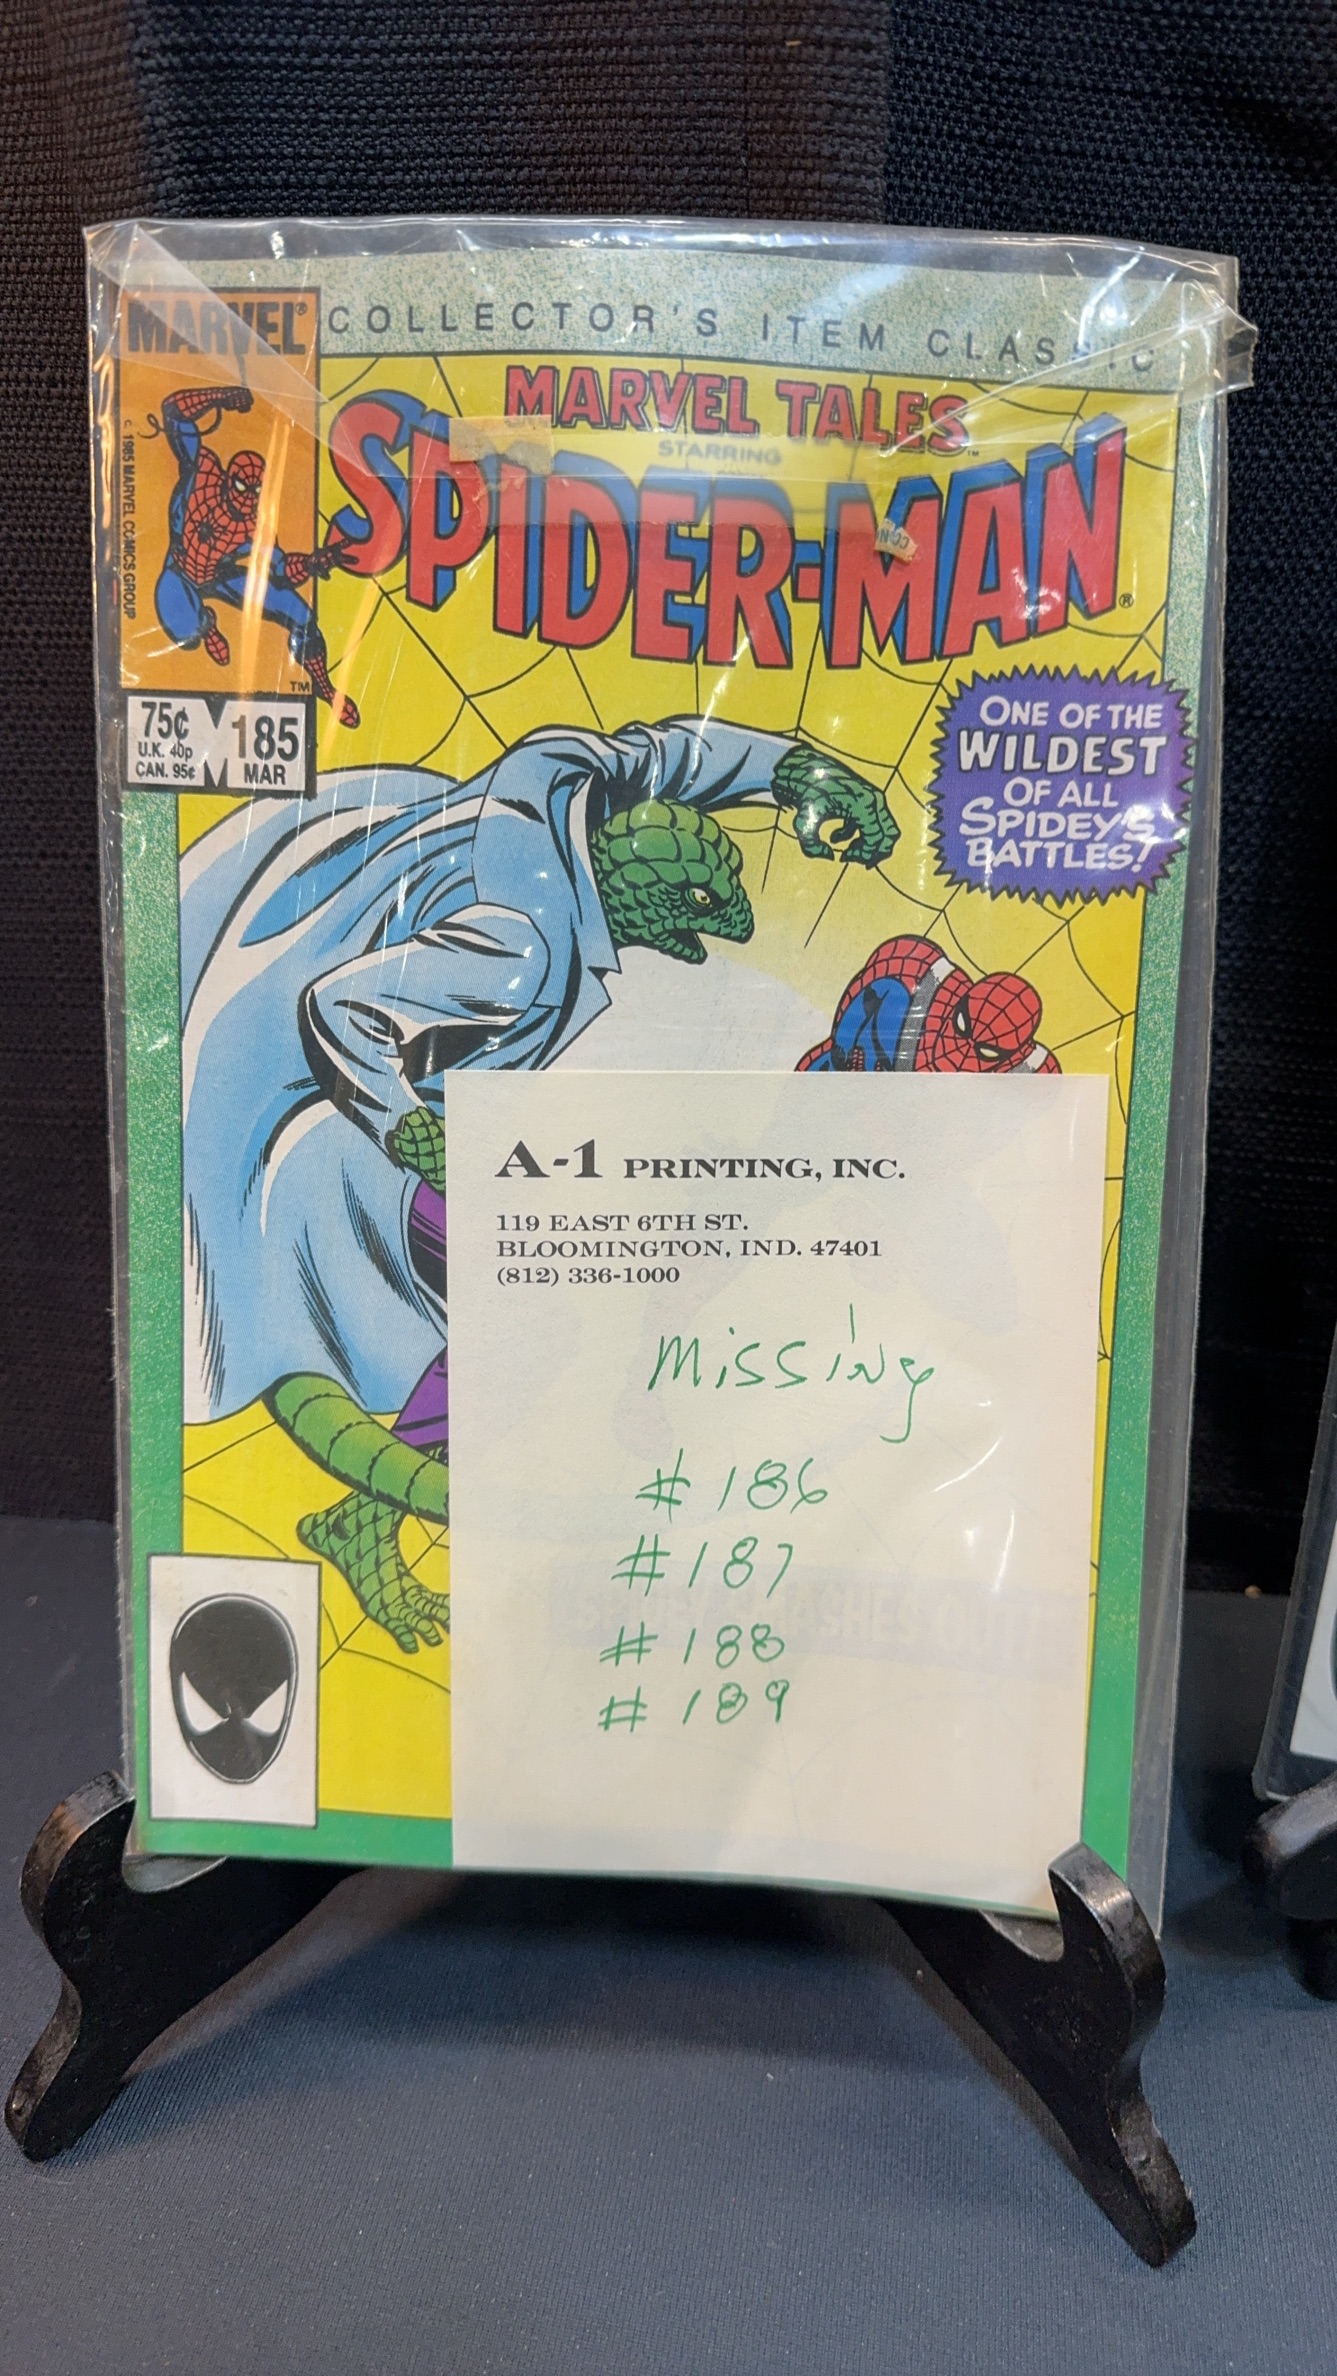 MARVEL®
COLLECTOR'S ITEM CLASSIC
MARVEL TALES™
STARRING
SPIDER-MAN®
© 1985 MARVEL COMICS GROUP
TM
75¢
U.K. 40p
CAN. 95¢
M
185
MAR
ONE OF THE
WILDEST
OF ALL
SPIDEY'S
BATTLES!
A-1 PRINTING, INC.
119 EAST 6TH ST.
BLOOMINGTON, IND. 47401
(812) 336-1000
Missing
# 186
# 187
# 188
# 189